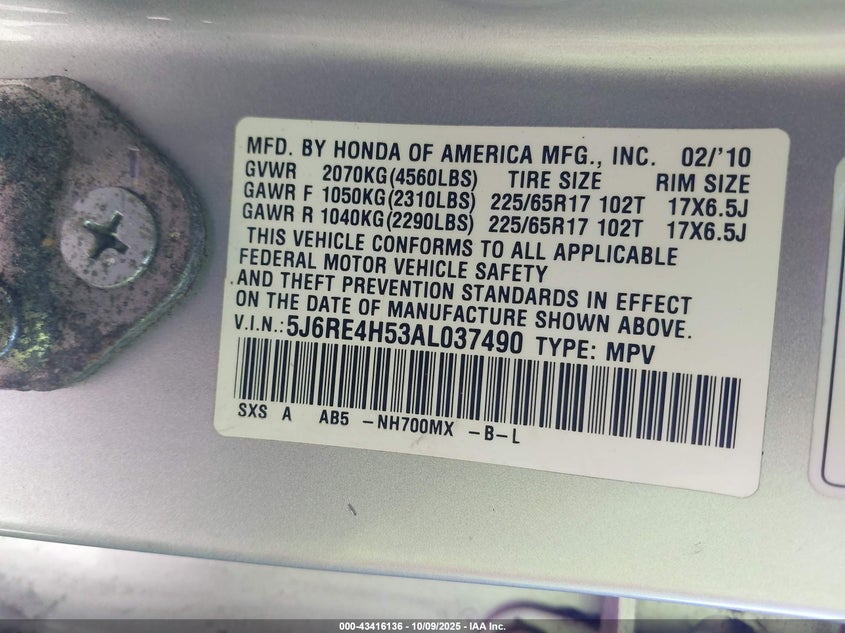 MFD. BY HONDA OF AMERICA MFG., INC. 02/'10
GVWR 2070KG(4560LBS) TIRE SIZE RIM SIZE
GAWR F 1050KG(2310LBS) 225/65R17 102T 17X6.5J
GAWR R 1040KG(2290LBS) 225/65R17 102T 17X6.5J
THIS VEHICLE CONFORMS TO ALL APPLICABLE
FEDERAL MOTOR VEHICLE SAFETY
AND THEFT PREVENTION STANDARDS IN EFFECT
ON THE DATE OF MANUFACTURE SHOWN ABOVE.
V.I.N.: 5J6RE4H53AL037490 TYPE: MPV
SXS A AB5 -NH700MX -B-L
000-43416136 - 10/09/2025 - IAA Inc.